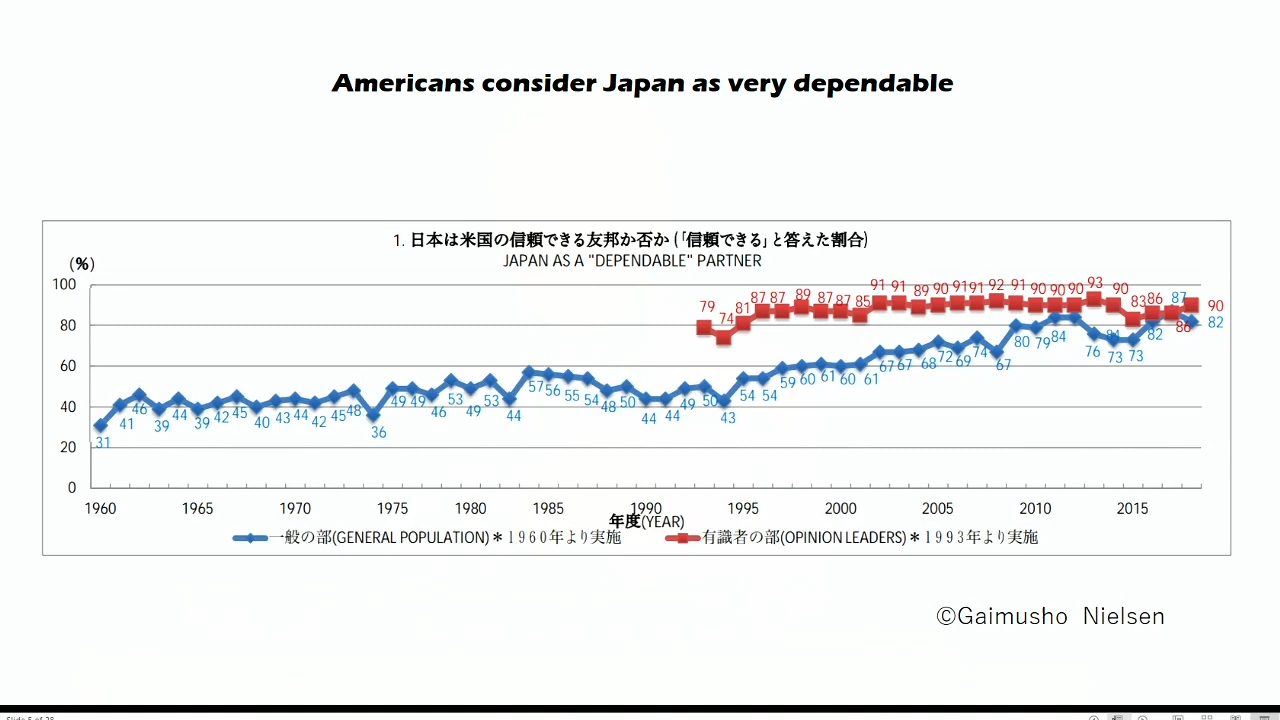 Americans consider Japan as very dependable
1. 日本は米国の信頼できる友邦か否か (「信頼できる」と答えた割合)
JAPAN AS A "DEPENDABLE" PARTNER
(%)
100
80
60
40
20
0
79 74 81 87 87 89 87 87 85 91 91 89 90 91 91 92 91 90 90 90 93 90 83 86 86 90
31 41 46 39 44 39 42 45 40 43 44 42 45 48 36 49 49 46 53 49 53 44 57 56 55 54 48 50 44 44 49 50 43 54 54 59 60 61 60 61 67 67 68 72 69 74 67 80 79 84 84 76 73 73 82 87 82
1960 1965 1970 1975 1980 1985 1990 1995 2000 2005 2010 2015
年度(YEAR)
一般の部(GENERAL POPULATION)＊１９６０年より実施 有識者の部(OPINION LEADERS)＊１９９３年より実施
©Gaimusho Nielsen
Slide 5 of 28